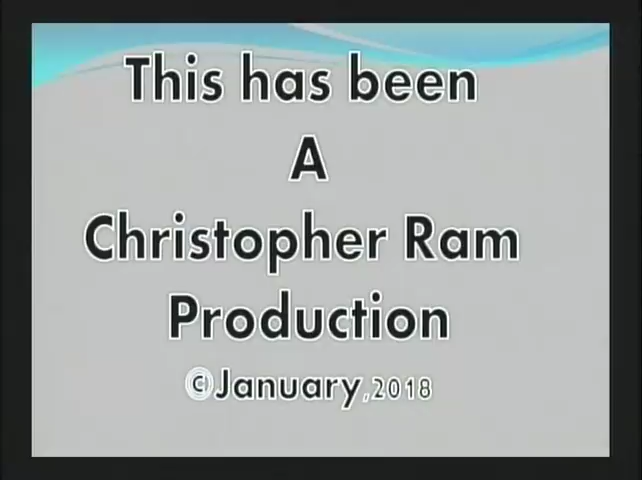 This has been
A
Christopher Ram
Production
©January,2018